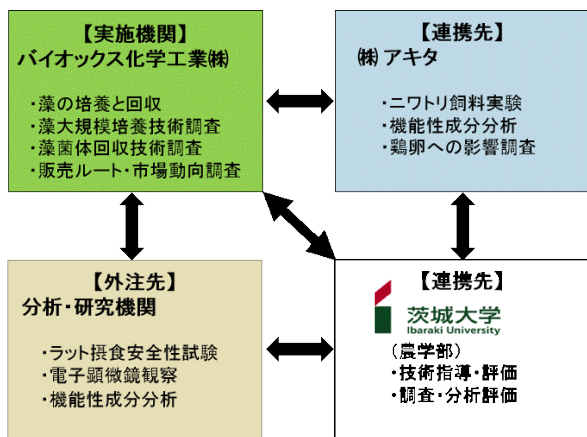 【実施機関】
バイオックス化学工業㈱
・藻の培養と回収
・藻大規模培養技術調査
・藻菌体回収技術調査
・販売ルート・市場動向調査
【連携先】
㈱アキタ
・ニワトリ飼料実験
・機能性成分分析
・鶏卵への影響調査
【外注先】
分析・研究機関
・ラット摂食安全性試験
・電子顕微鏡観察
・機能性成分分析
【連携先】
茨城大学
Ibaraki University
(農学部)
・技術指導・評価
・調査・分析評価